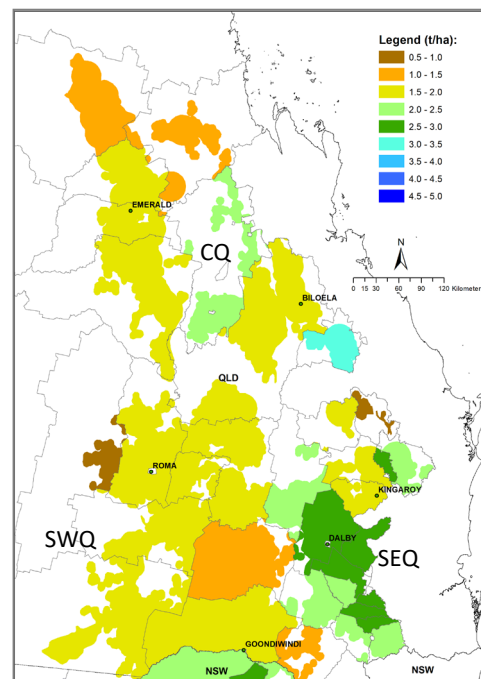 Legend (t/ha):
0.5 - 1.0
1.0 - 1.5
1.5 - 2.0
2.0 - 2.5
2.5 - 3.0
3.0 - 3.5
3.5 - 4.0
4.0 - 4.5
4.5 - 5.0
EMERALD
CQ
N
0 15 30 60 90 120 Kilometer
BILOELA
QLD
ROMA
KINGAROY
SWQ
DALBY
SEQ
GOONDIWINDI
NSW
NSW